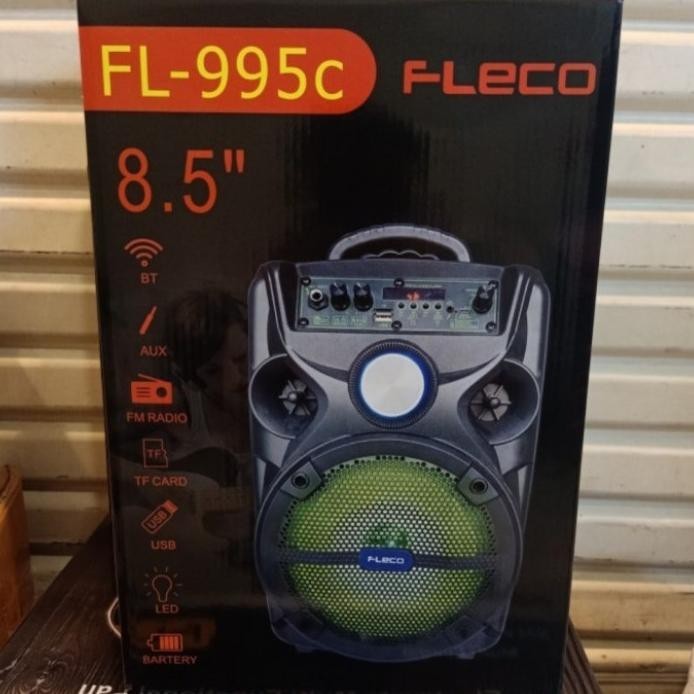 FL-995c
FLECO
8.5"
BT
AUX
FM RADIO
TF
TF CARD
USB
USB
LED
BARTERY
FLECO